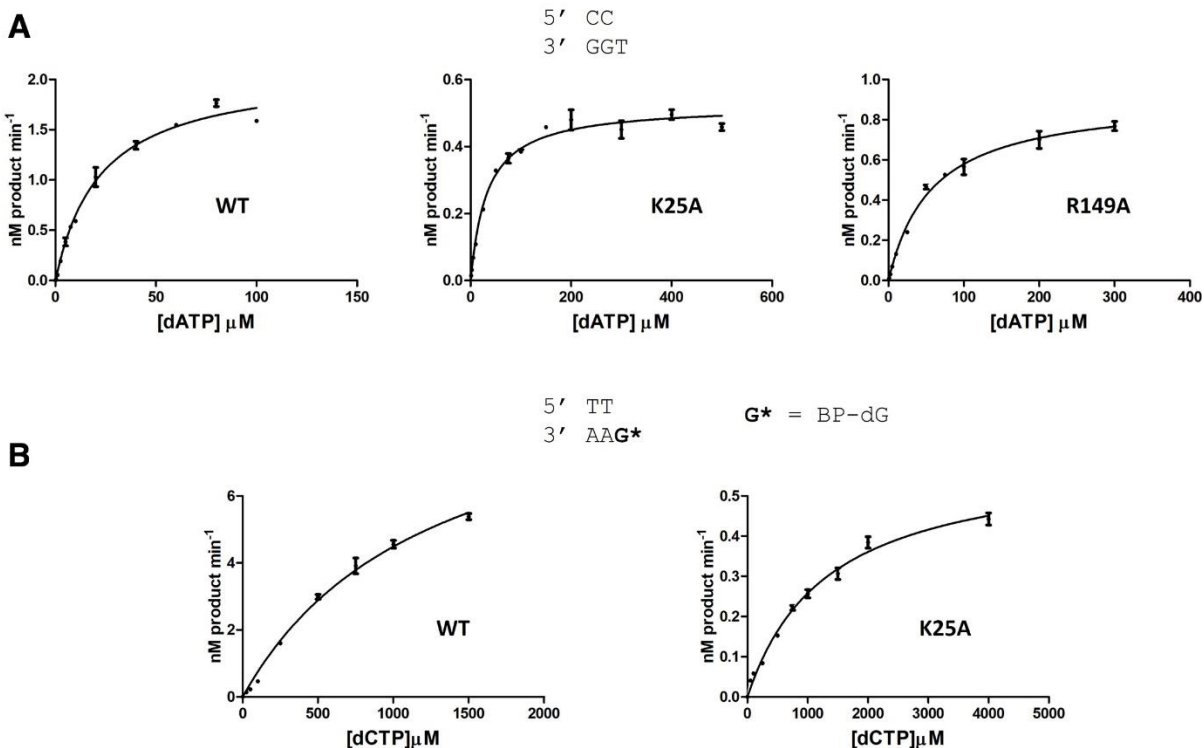 A
5' CC
3' GGT
nM product min-1
2.0
1.5
1.0
0.5
0.0
0
50
100
150
WT
[dATP] μM
nM product min-1
0.6
0.4
0.2
0.0
0
200
400
600
K25A
[dATP] μM
nM product min-1
1.0
0.8
0.6
0.4
0.2
0.0
0
100
200
300
400
R149A
[dATP] μM
5' TT
3' AAG*
G* = BP-dG
B
nM product min-1
6
4
2
0
0
500
1000
1500
2000
WT
[dCTP]μM
nM product min-1
0.5
0.4
0.3
0.2
0.1
0.0
0
1000
2000
3000
4000
5000
K25A
[dCTP]μM